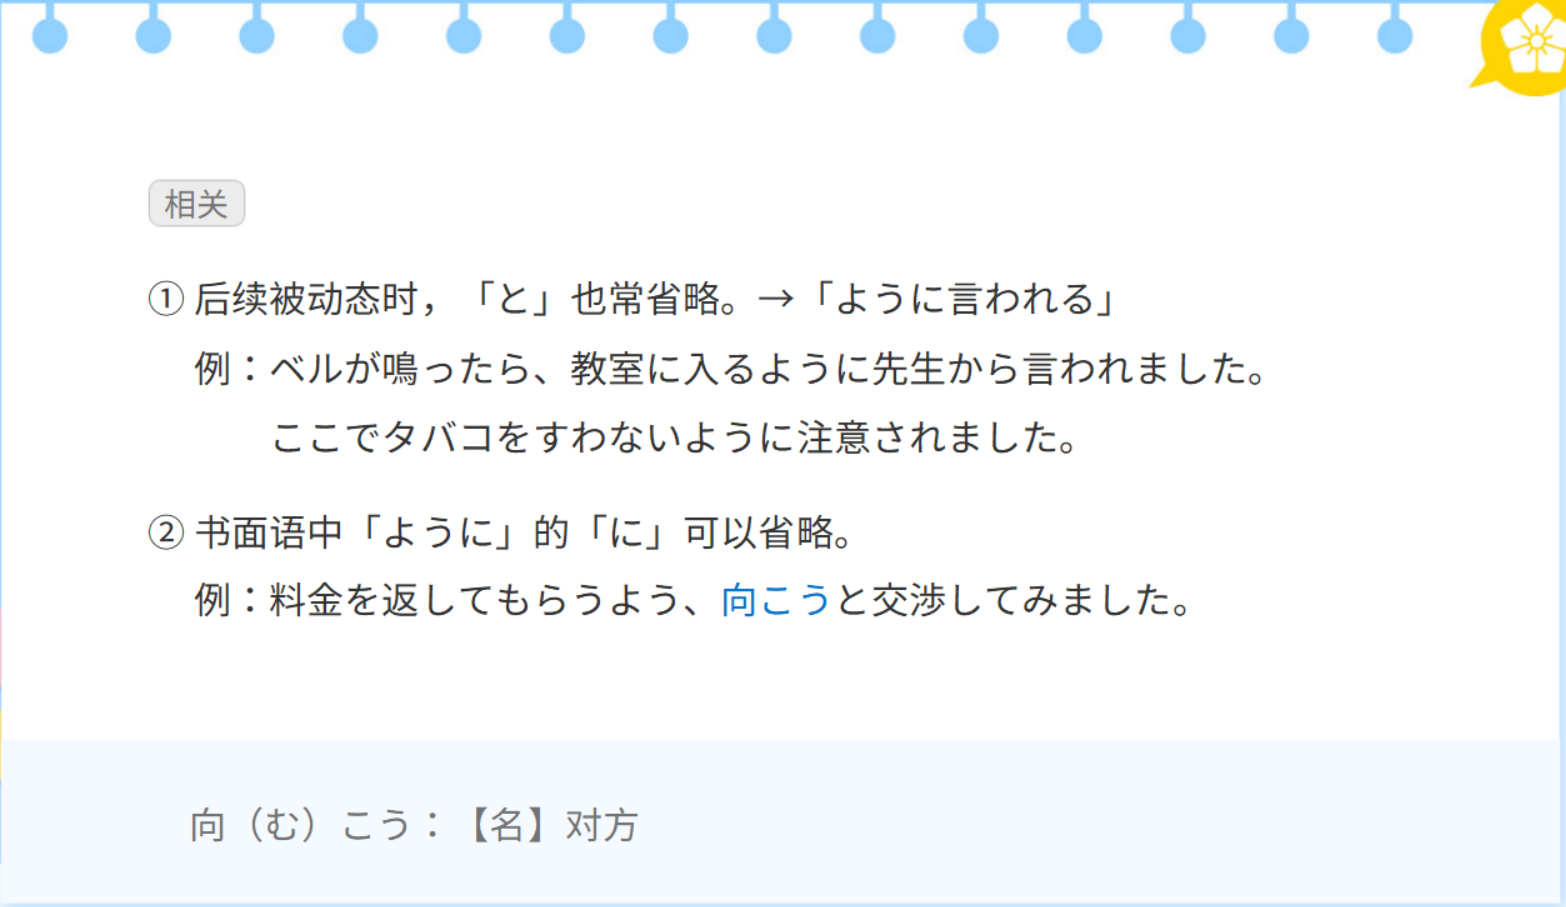 相关
① 后续被动态时，「と」也常省略。→「ように言われる」
例：ベルが鳴ったら、教室に入るように先生から言われました。
ここでタバコをすわないように注意されました。
② 书面语中「ように」的「に」可以省略。
例：料金を返してもらうよう、向こうと交渉してみました。
向（む）こう：【名】对方